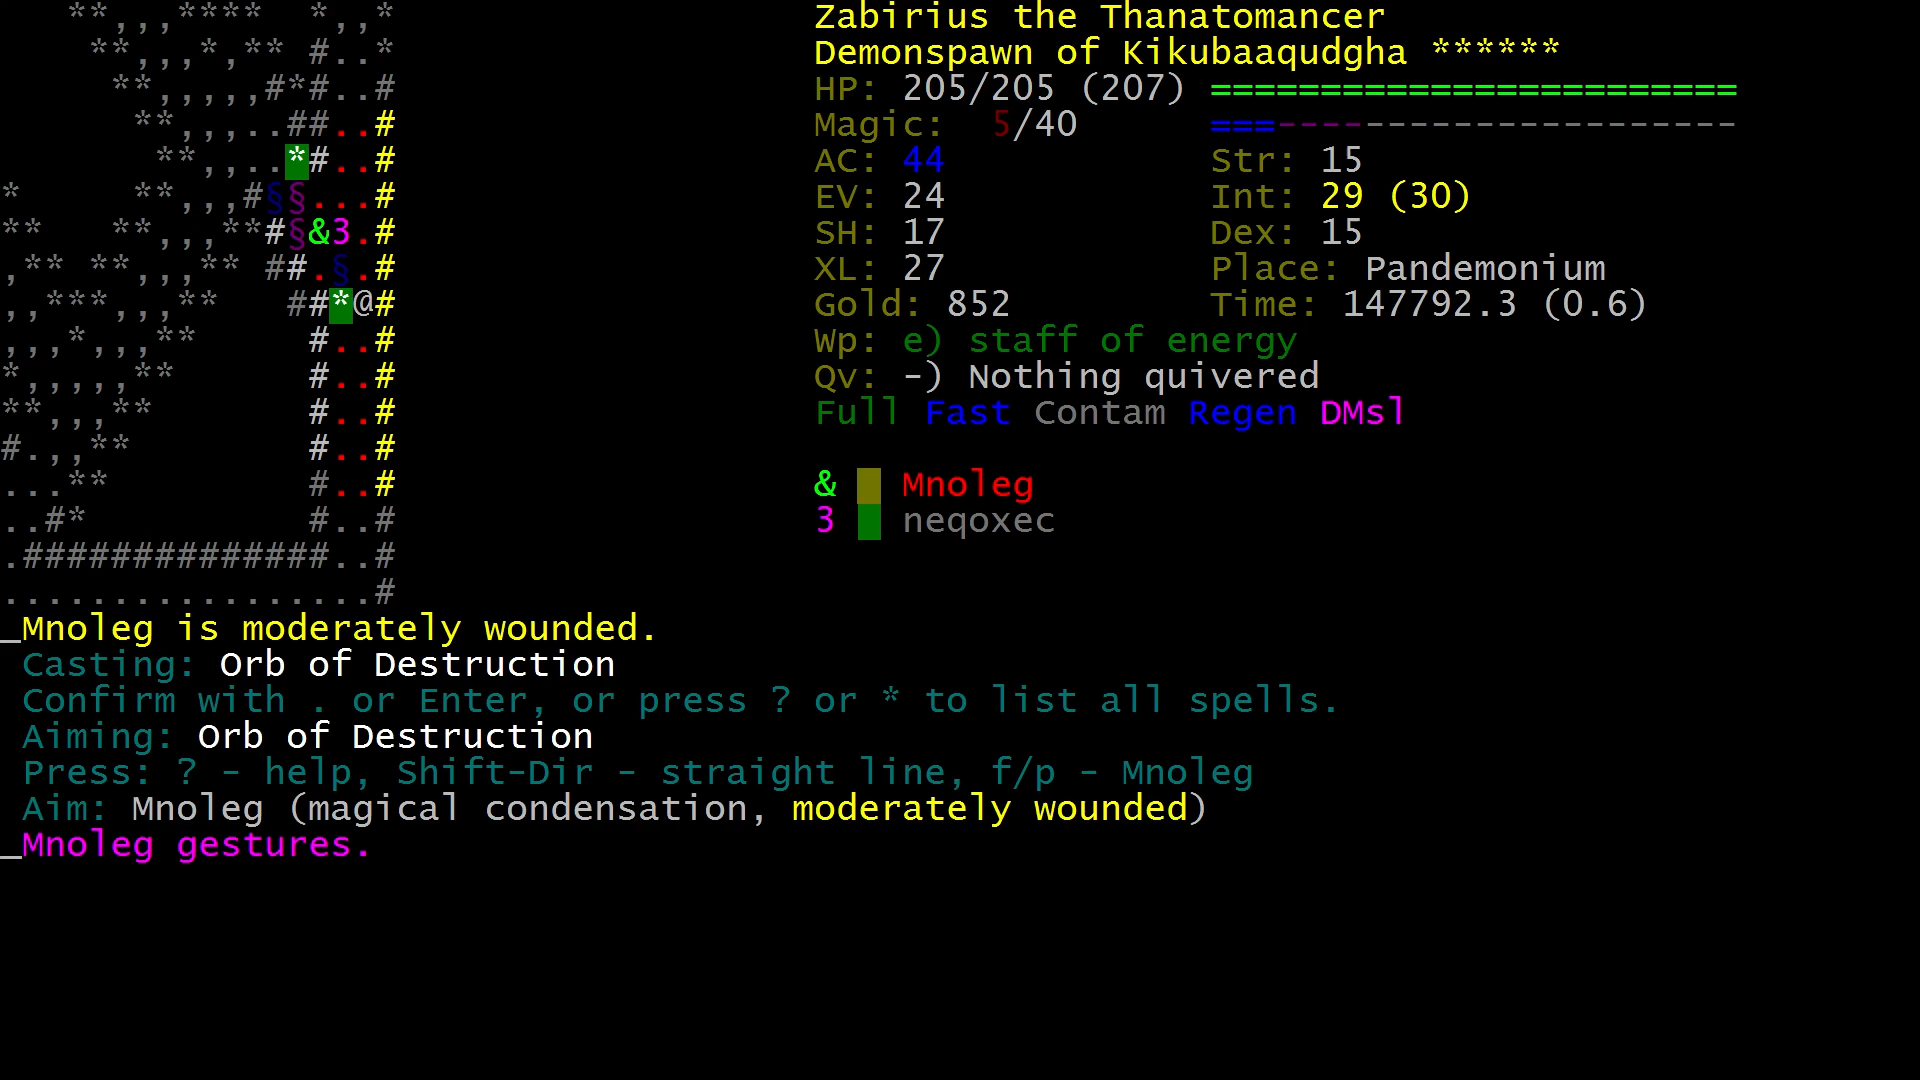 Zabirius the Thanatomancer
Demonspawn of Kikubaaqudgha ******
HP: 205/205 (207) ========================
Magic: 5/40 ===----‑‑‑‑‑‑‑‑‑‑‑‑‑‑‑‑‑
AC: 44 Str: 15
EV: 24 Int: 29 (30)
SH: 17 Dex: 15
XL: 27 Place: Pandemonium
Gold: 852 Time: 147792.3 (0.6)
Wp: e) staff of energy
Qv: -) Nothing quivered
Full Fast Contam Regen DMsl
& Mnoleg
3 neqoxec
_Mnoleg is moderately wounded.
Casting: Orb of Destruction
Confirm with . or Enter, or press ? or * to list all spells.
Aiming: Orb of Destruction
Press: ? - help, Shift-Dir - straight line, f/p - Mnoleg
Aim: Mnoleg (magical condensation, moderately wounded)
_Mnoleg gestures.